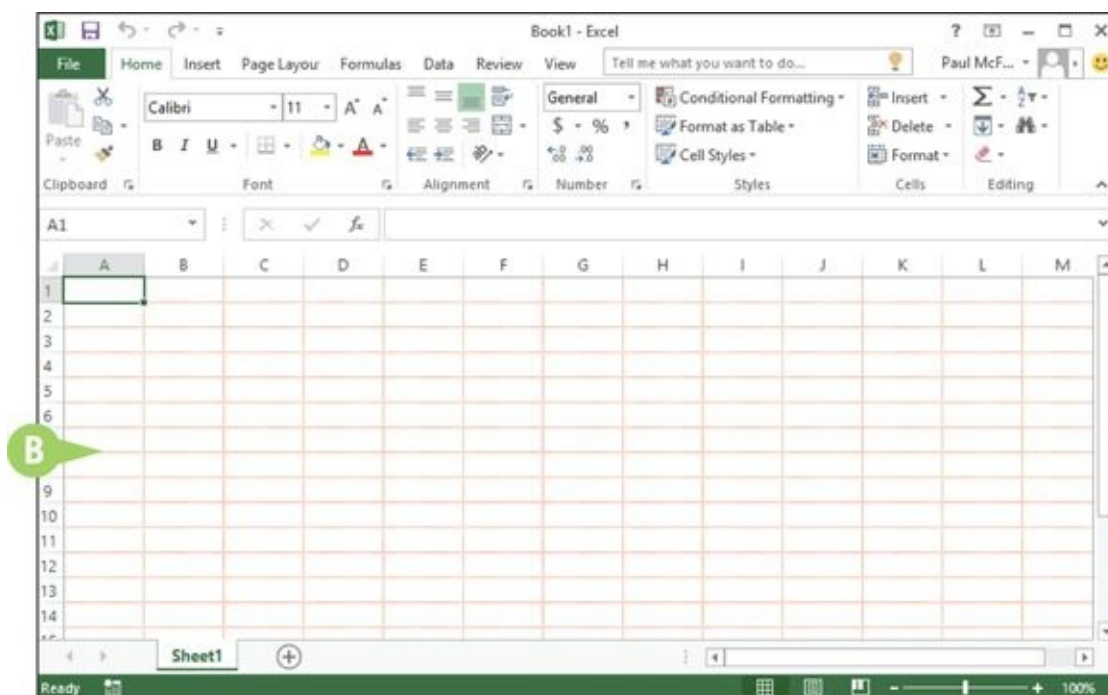 Book1 - Excel ?
File Home Insert Page Layout Formulas Data Review View Tell me what you want to do... Paul McF...
Paste Calibri 11 A A General Conditional Formatting Insert Σ
B I U A $ % , Format as Table Delete
Cell Styles Format
Clipboard Font Alignment Number Styles Cells Editing
A1 fx
A B C D E F G H I J K L M
1
2
3
4
5
6
B
9
10
11
12
13
14
Sheet1
Ready 100%